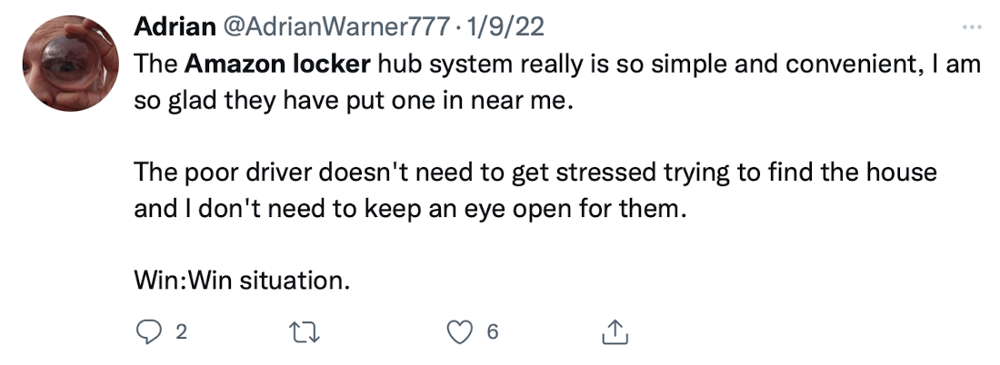 Adrian @AdrianWarner777 · 1/9/22
The Amazon locker hub system really is so simple and convenient, I am
so glad they have put one in near me.
The poor driver doesn't need to get stressed trying to find the house
and I don't need to keep an eye open for them.
Win:Win situation.
2 6